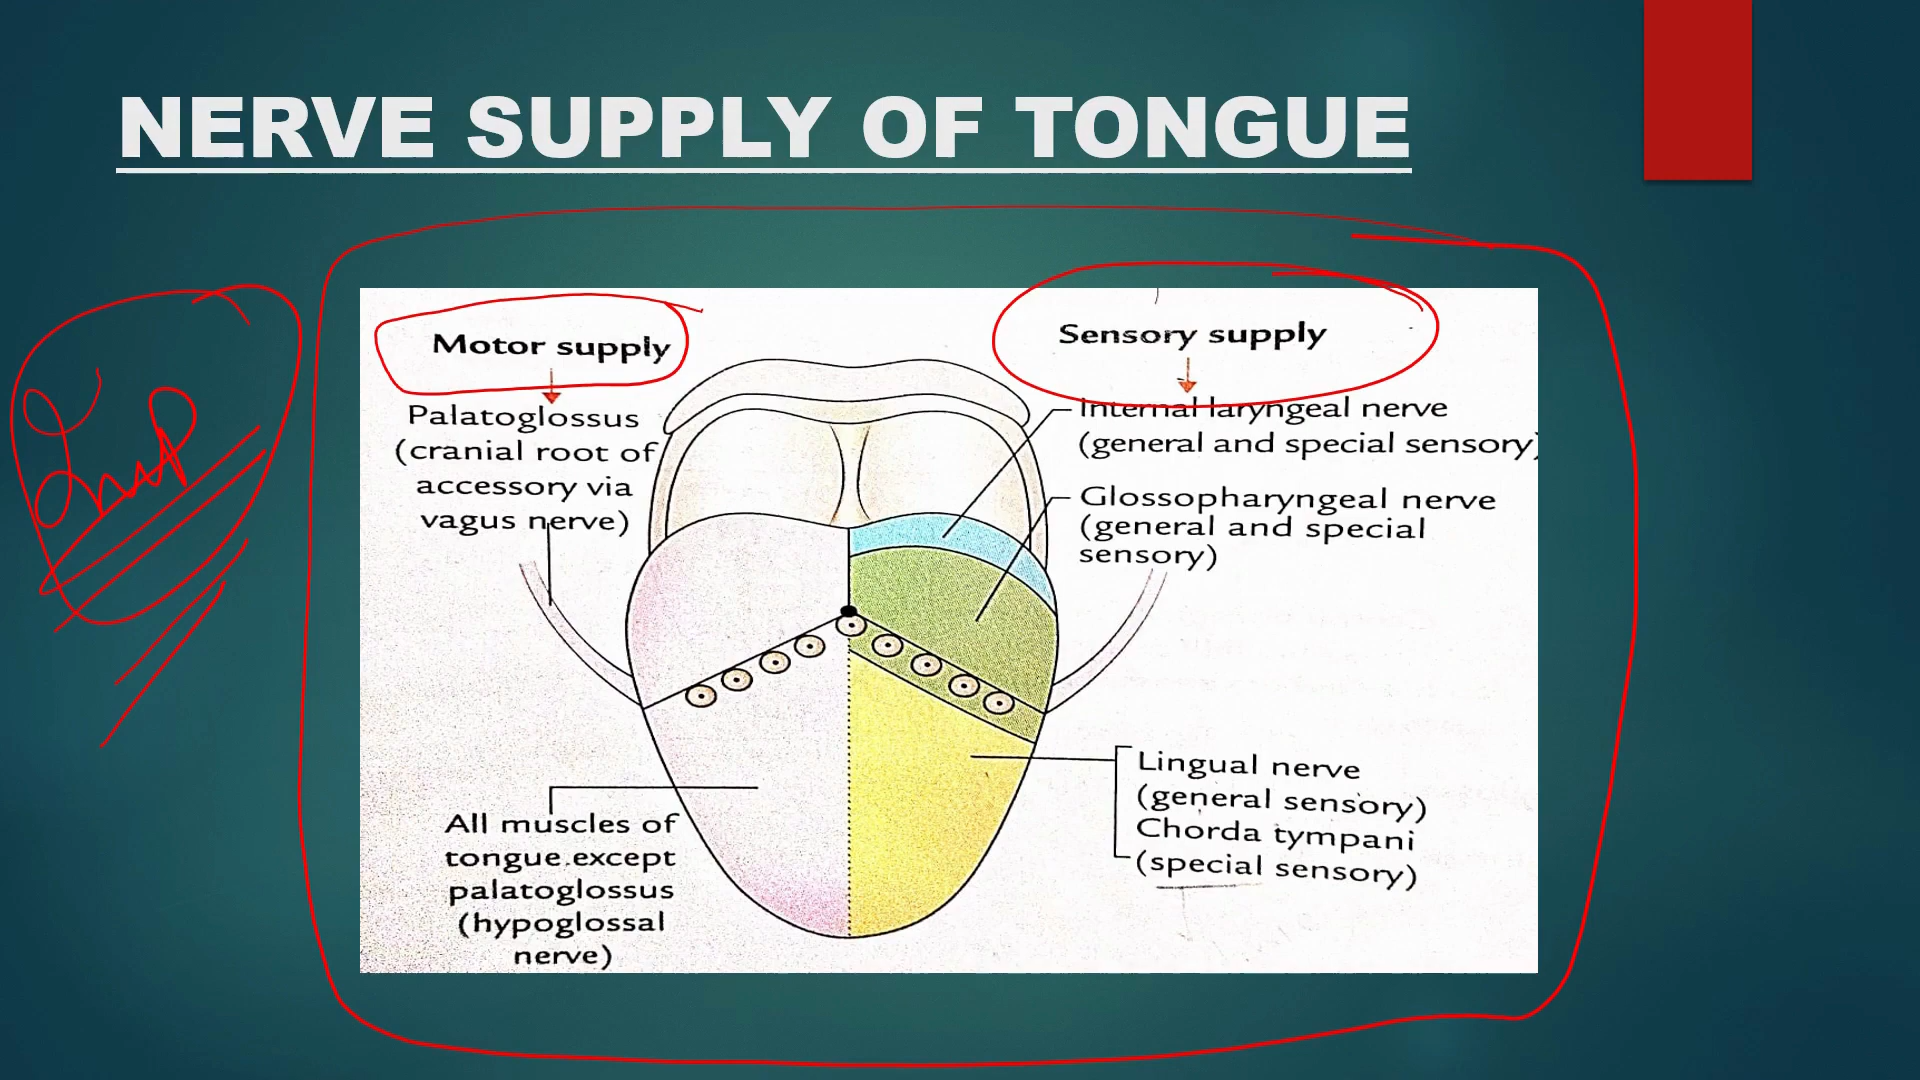 NERVE SUPPLY OF TONGUE
Motor supply
Palatoglossus
(cranial root of
accessory via
vagus nerve)
All muscles of
tongue except
palatoglossus
(hypoglossal
nerve)
Sensory supply
Internal laryngeal nerve
(general and special sensory)
Glossopharyngeal nerve
(general and special
sensory)
Lingual nerve
(general sensory)
Chorda tympani
(special sensory)